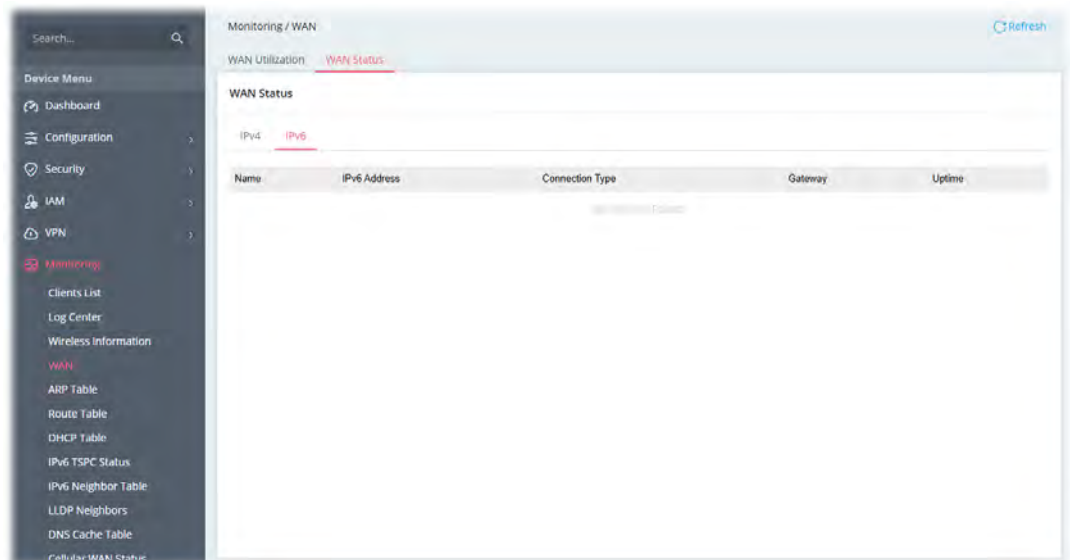 Search...
Device Menu
Dashboard
Configuration
Security
IAM
VPN
Monitoring
Clients List
Log Center
Wireless Information
WAN
ARP Table
Route Table
DHCP Table
IPv6 TSPC Status
IPv6 Neighbor Table
LLDP Neighbors
DNS Cache Table
Cellular WAN Status
Monitoring / WAN
Refresh
WAN Utilization WAN Status
WAN Status
IPv4 IPv6
Name IPv6 Address Connection Type Gateway Uptime